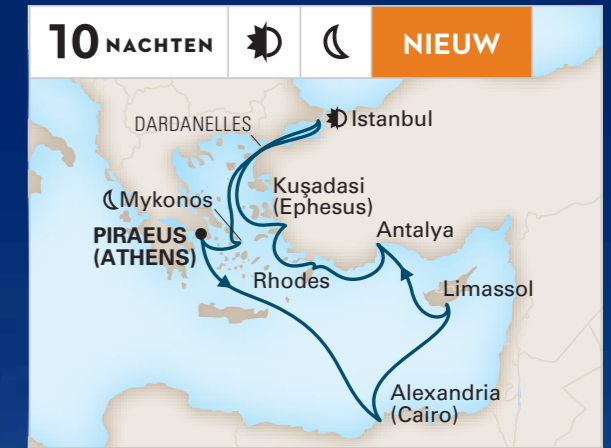 10 NACHTEN NIEUW
DARDANELLES
Istanbul
Kuşadasi
(Ephesus)
Mykonos
PIRAEUS
(ATHENS)
Antalya
Rhodes
Limassol
Alexandria
(Cairo)